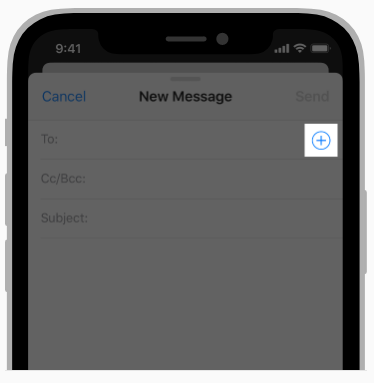 9:41
Cancel New Message Send
To:
Cc/Bcc:
Subject: